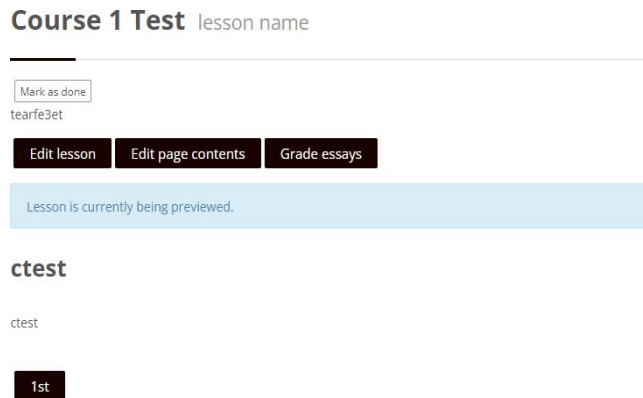 Course 1 Test lesson name
Mark as done
tearfe3et
Edit lesson Edit page contents Grade essays
Lesson is currently being previewed.
ctest
ctest
1st